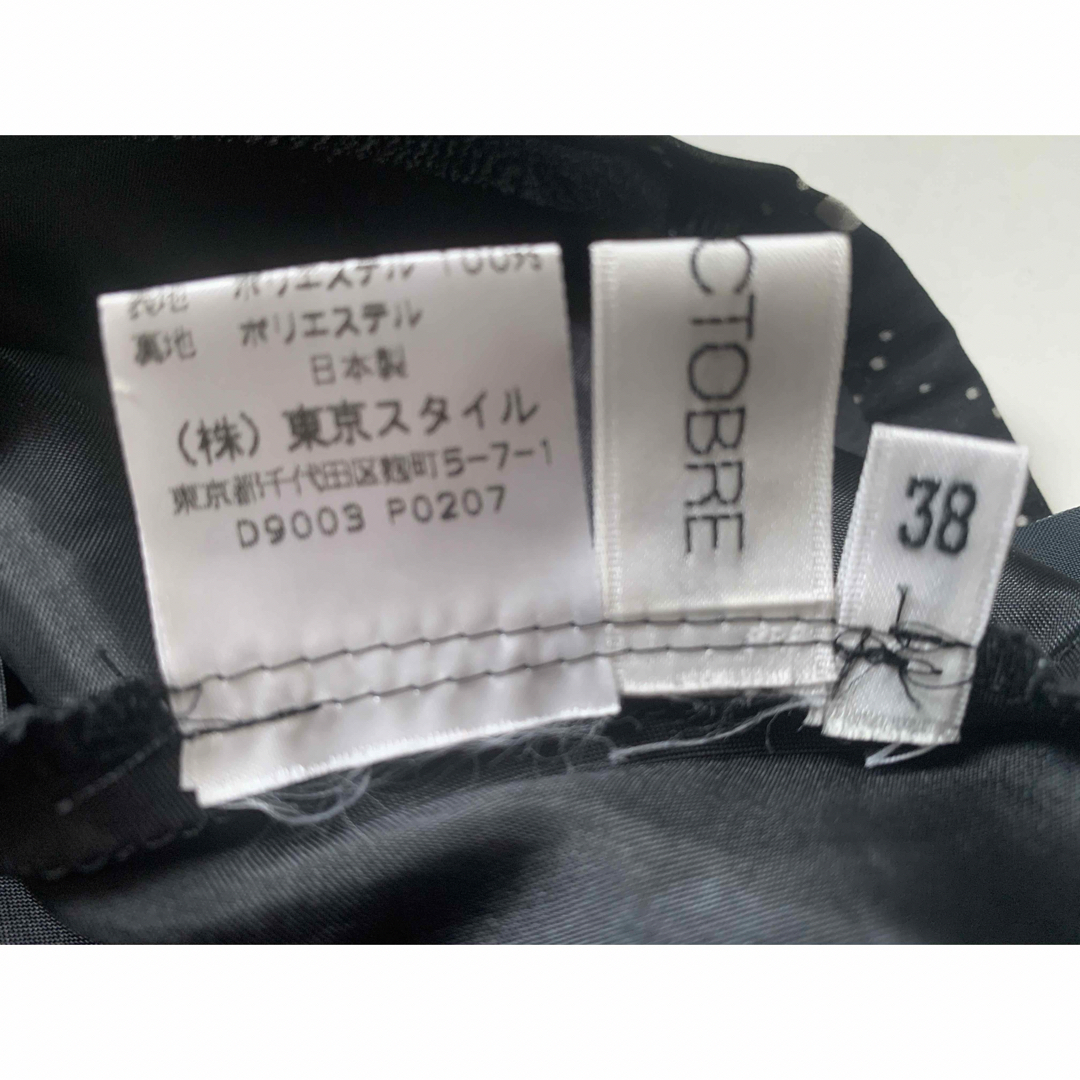 表地 ポリエステル 100%
裏地 ポリエステル
日本製
(株) 東京スタイル
東京都千代田区麹町5-7-1
D9003 P0207
CTOBRE
38